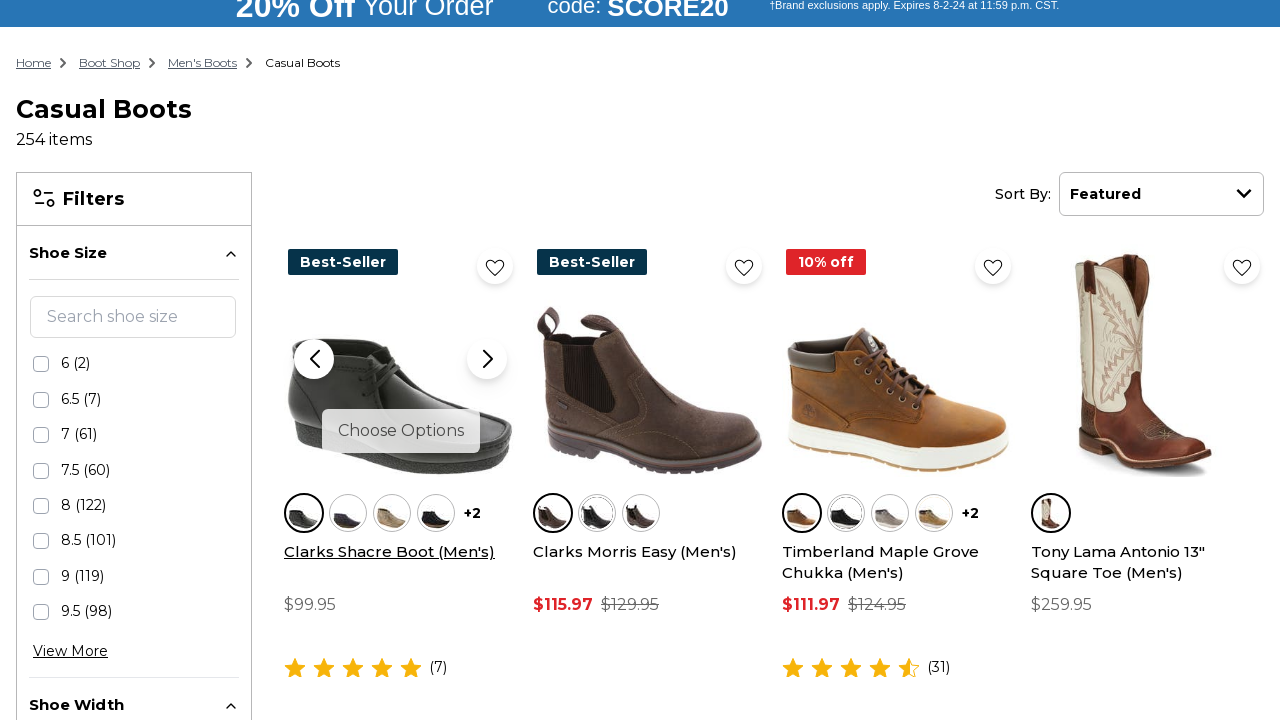 20% Off Your Order
code: SCORE20
†Brand exclusions apply. Expires 8-2-24 at 11:59 p.m. CST.
Home > Boot Shop > Men's Boots > Casual Boots
Casual Boots
254 items
Filters
Sort By: Featured
Shoe Size
Search shoe size
6 (2)
6.5 (7)
7 (61)
7.5 (60)
8 (122)
8.5 (101)
9 (119)
9.5 (98)
View More
Shoe Width
Best-Seller
Choose Options
+2
Clarks Shacre Boot (Men's)
$99.95
(7)
Best-Seller
Clarks Morris Easy (Men's)
$115.97 $129.95
10% off
+2
Timberland Maple Grove
Chukka (Men's)
$111.97 $124.95
(31)
Tony Lama Antonio 13"
Square Toe (Men's)
$259.95